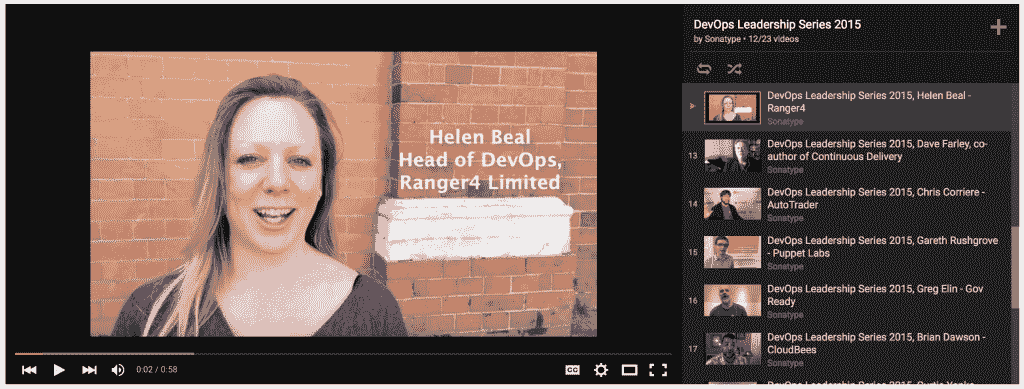 Helen Beal
Head of DevOps,
Ranger4 Limited
0:02 / 0:58
CC
DevOps Leadership Series 2015
by Sonatype • 12/23 videos
DevOps Leadership Series 2015, Helen Beal -
Ranger4
Sonatype
13
DevOps Leadership Series 2015, Dave Farley, co-
author of Continuous Delivery
Sonatype
14
DevOps Leadership Series 2015, Chris Corriere -
AutoTrader
Sonatype
15
DevOps Leadership Series 2015, Gareth Rushgrove
- Puppet Labs
Sonatype
16
DevOps Leadership Series 2015, Greg Elin - Gov
Ready
Sonatype
17
DevOps Leadership Series 2015, Brian Dawson -
CloudBees
Sonatype